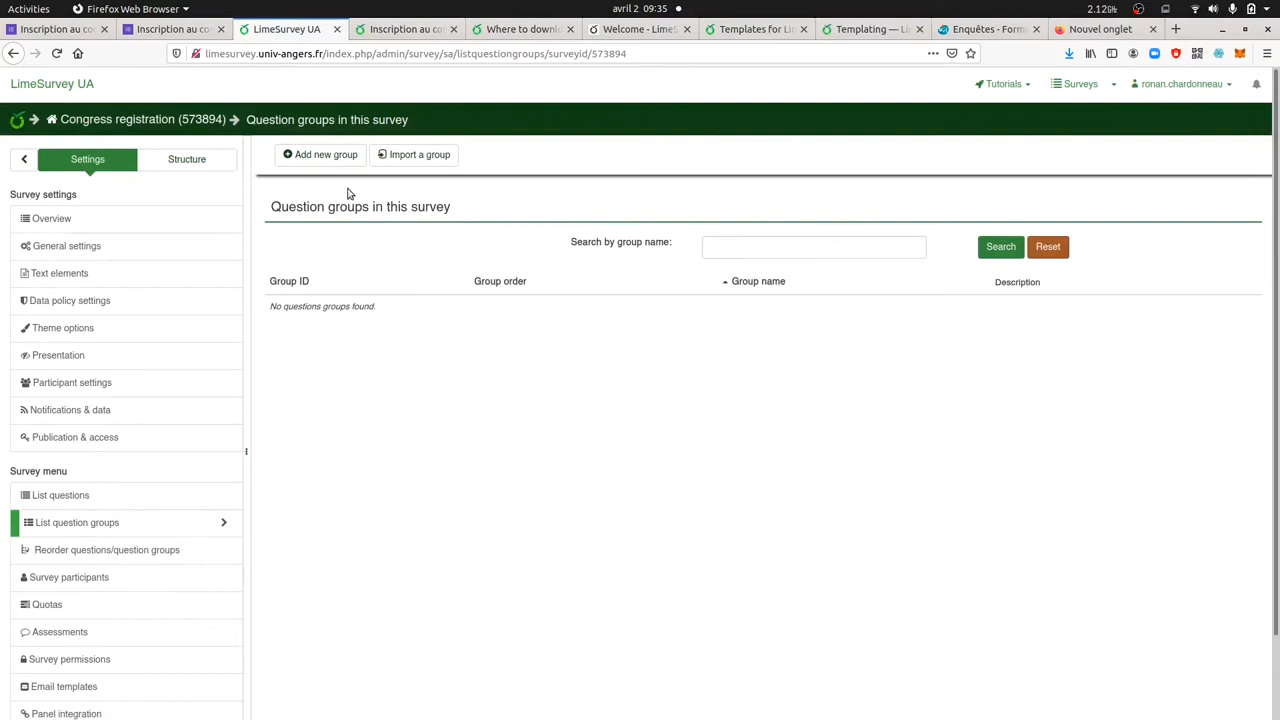 Activities
Firefox Web Browser
avril 2 09:35
2.12GHz
Inscription au co
Inscription au co
LimeSurvey UA
Inscription au co
Where to downl
Welcome - LimeS
Templates for Li
Templating — Li
Enquêtes - Form
Nouvel onglet
limesurvey.univ-angers.fr/index.php/admin/survey/sa/listquestiongroups/surveyid/573894
LimeSurvey UA
Tutorials
Surveys
ronan.chardonneau
Congress registration (573894)
Question groups in this survey
Settings
Structure
Add new group
Import a group
Survey settings
Overview
General settings
Text elements
Data policy settings
Theme options
Presentation
Participant settings
Notifications & data
Publication & access
Survey menu
List questions
List question groups
Reorder questions/question groups
Survey participants
Quotas
Assessments
Survey permissions
Email templates
Panel integration
Question groups in this survey
Search by group name:
Search
Reset
Group ID
Group order
Group name
Description
No questions groups found.